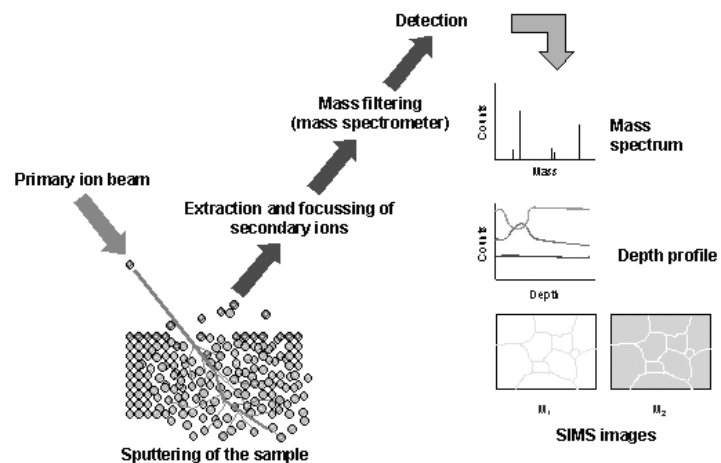 Detection
Mass filtering
(mass spectrometer)
Primary ion beam
Extraction and focussing of
secondary ions
Sputtering of the sample
Counts
Mass
Mass
spectrum
Counts
Depth
Depth profile
M1
M2
SIMS images